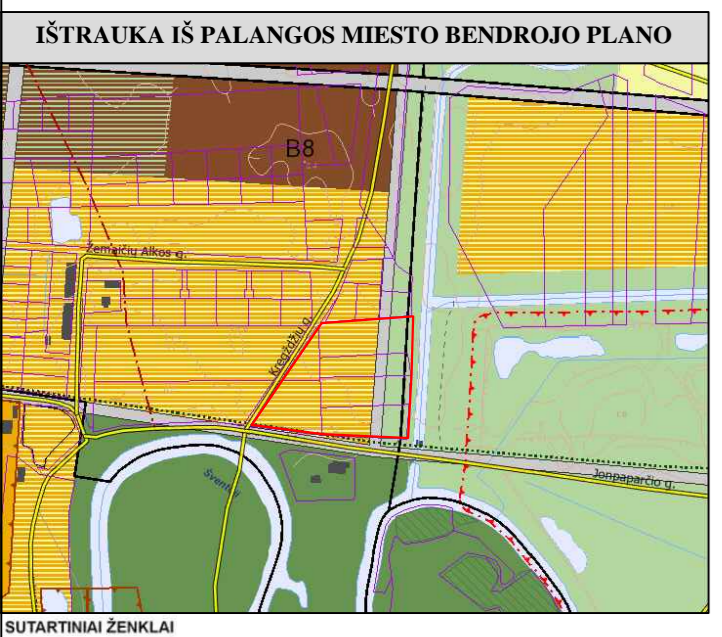 IŠTRAUKA IŠ PALANGOS MIESTO BENDROJO PLANO
B8
Žemaičių Alkos g.
Kregždžių g.
Šventoji
Jonpaparčio g.
SUTARTINIAI ŽENKLAI